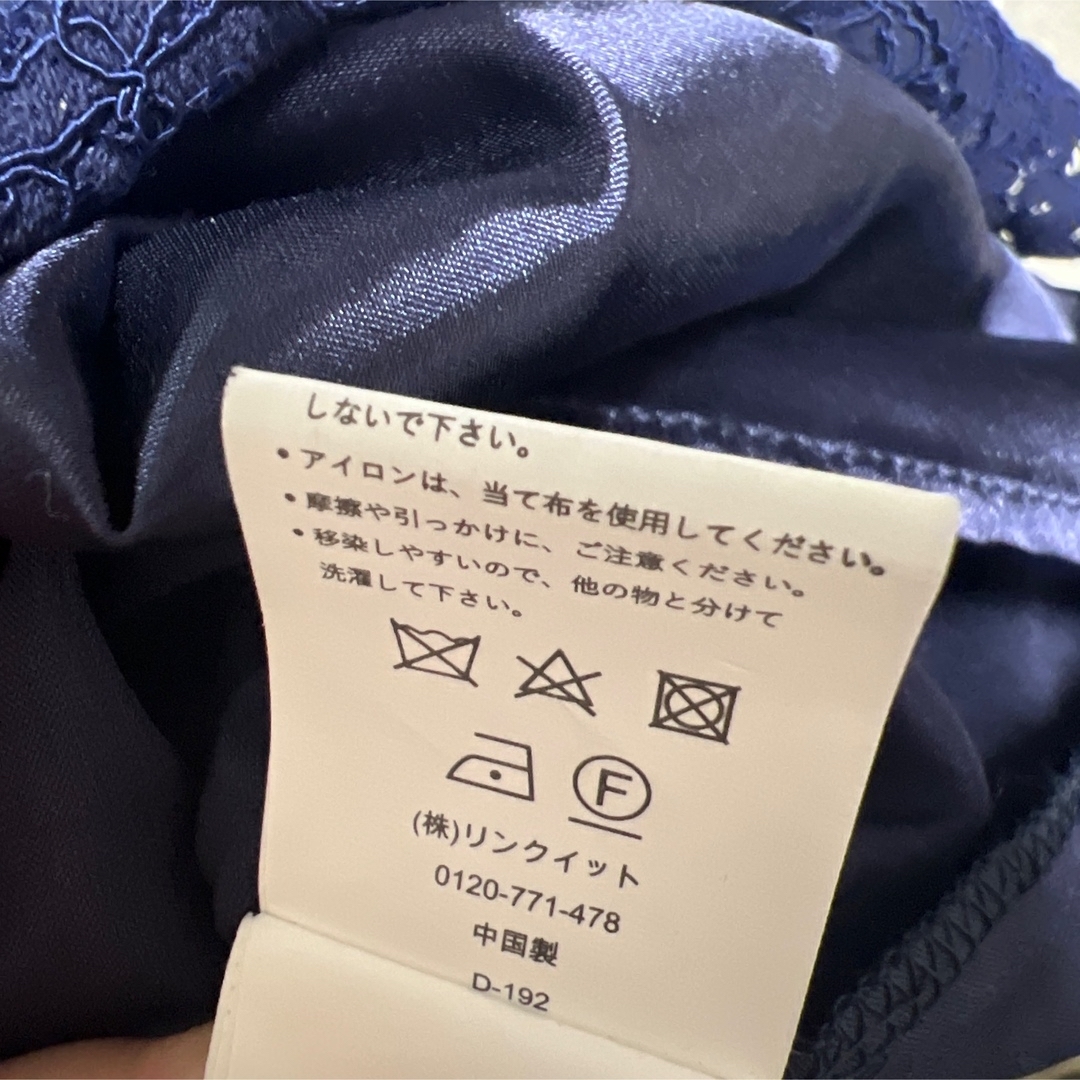 しないで下さい。
・アイロンは、当て布を使用してください。
・摩擦や引っかけに、ご注意ください。
・移染しやすいので、他の物と分けて
洗濯して下さい。
F
(株)リンクイット
0120-771-478
中国製
D-192